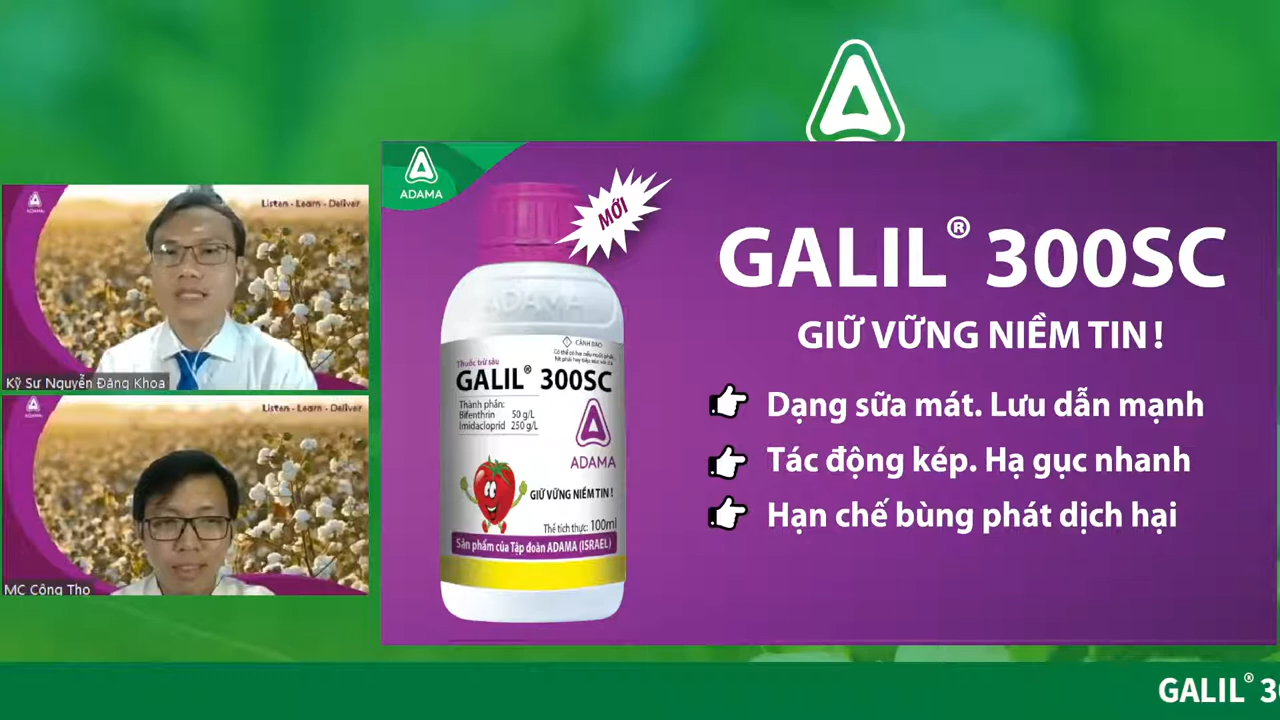 ADAMA
Listen - Learn - Deliver
Kỹ Sư Nguyễn Đăng Khoa
ADAMA
Listen - Learn - Deliver
MC Công Thọ
ADAMA
MỚI
ADAMA
CẢNH BÁO
Thuốc trừ sâu
GALIL® 300SC
Thành phần:
Bifenthrin 50 g/L
Imidacloprid 250 g/L
ADAMA
GIỮ VỮNG NIỀM TIN !
Thể tích thực: 100ml
Sản phẩm của Tập đoàn ADAMA (ISRAEL)
GALIL® 300SC
GIỮ VỮNG NIỀM TIN !
Dạng sữa mát. Lưu dẫn mạnh
Tác động kép. Hạ gục nhanh
Hạn chế bùng phát dịch hại
GALIL®